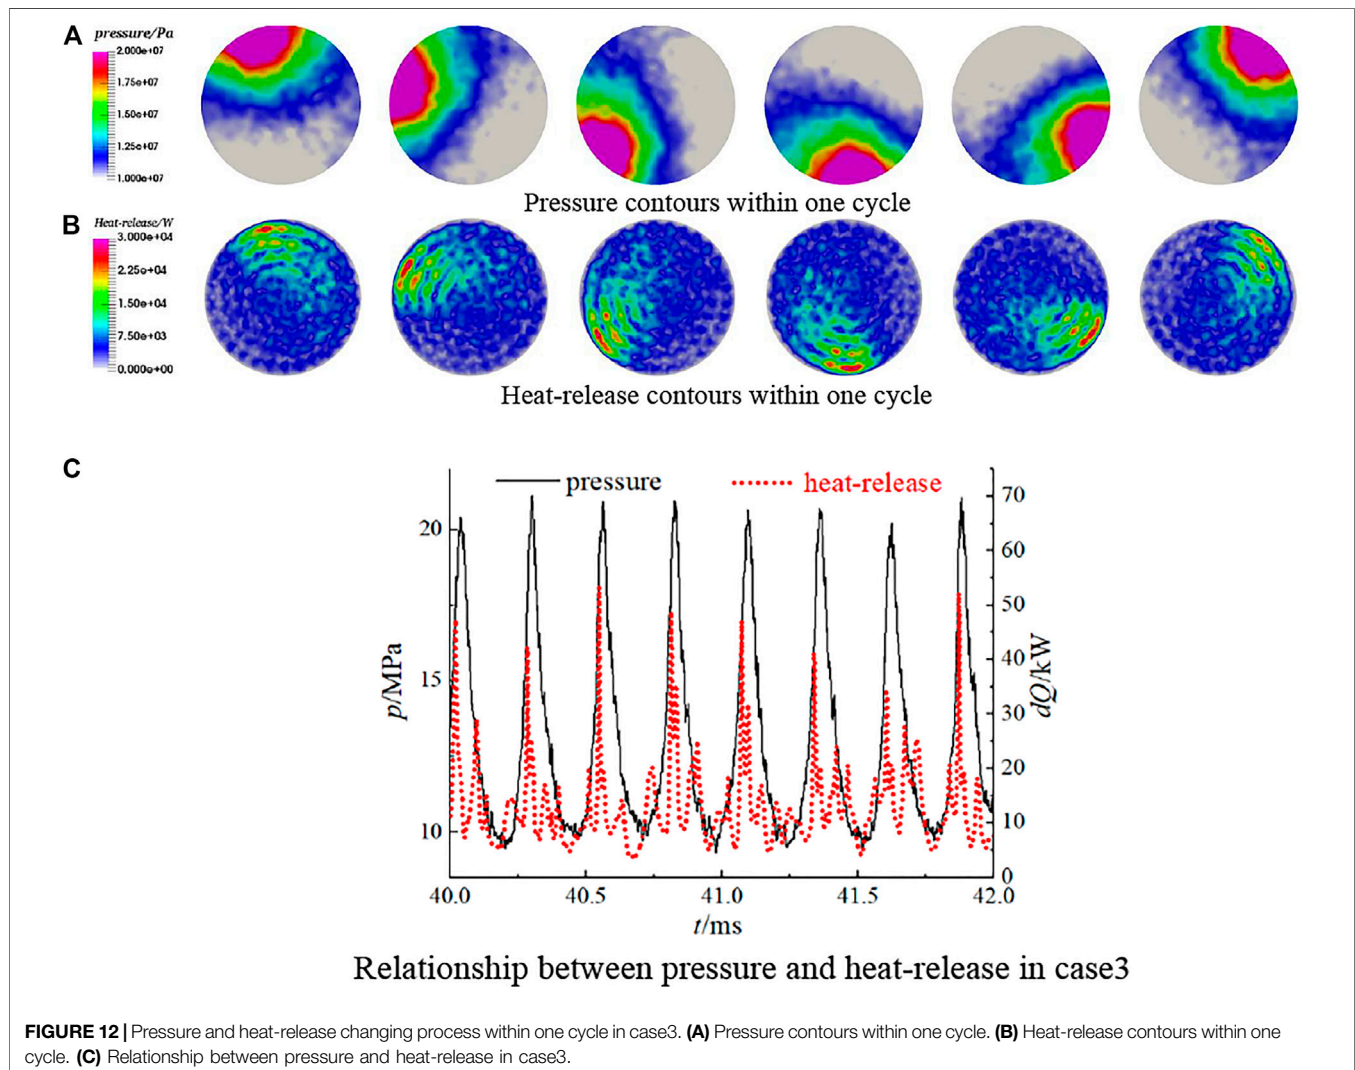 A
pressure/Pa
2.000e+07
1.75e+07
1.50e+07
1.25e+07
1.000e+07
Pressure contours within one cycle
B
Heat-release/W
3.000e+04
2.25e+04
1.50e+04
7.50e+03
0.000e+00
Heat-release contours within one cycle
C
pressure
heat-release
20
15
10
p/MPa
70
60
50
40
30
20
10
0
dQ/kW
40.0 40.5 41.0 41.5 42.0
t/ms
Relationship between pressure and heat-release in case3
FIGURE 12 | Pressure and heat-release changing process within one cycle in case3. (A) Pressure contours within one cycle. (B) Heat-release contours within one
cycle. (C) Relationship between pressure and heat-release in case3.